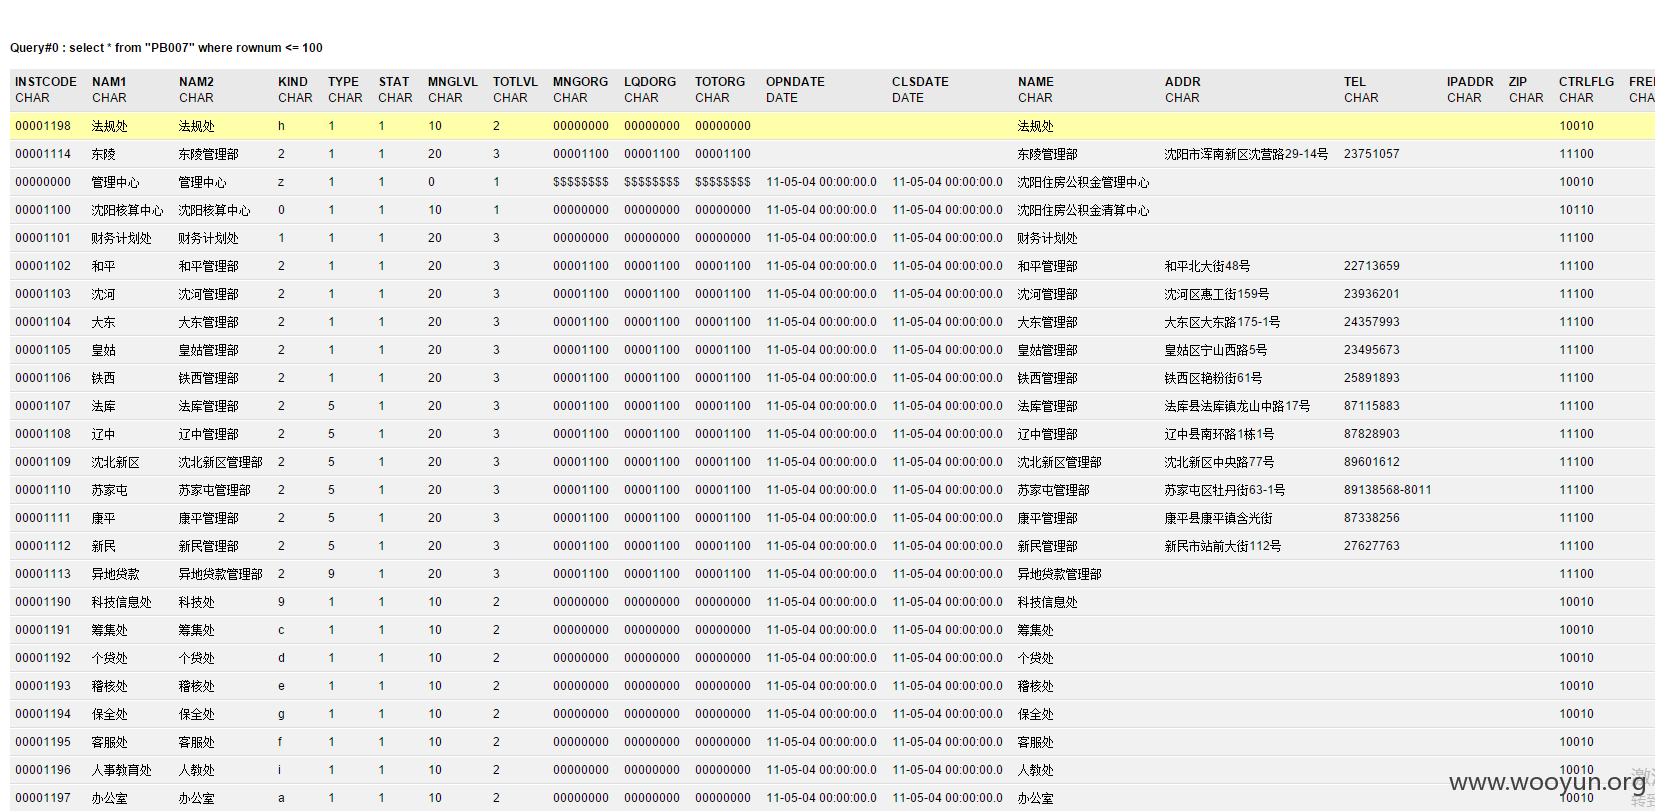 Query#0 : select * from "PB007" where rownum <= 100
INSTCODE NAM1 NAM2 KIND TYPE STAT MNGLVL TOTLVL MNGORG LQDORG TOTORG OPNDATE CLSDATE NAME ADDR TEL IPADDR ZIP CTRLFLG
CHAR CHAR CHAR CHAR CHAR CHAR CHAR CHAR CHAR CHAR CHAR DATE DATE CHAR CHAR CHAR CHAR CHAR CHAR
00001198 法规处 法规处 h 1 1 10 2 00000000 00000000 00000000 法规处 10010
00001114 东陵 东陵管理部 2 1 1 20 3 00001100 00001100 00001100 东陵管理部 沈阳市浑南新区沈营路29-14号 23751057 11100
00000000 管理中心 管理中心 z 1 1 0 1 $$$$$$$$ $$$$$$$$ $$$$$$$$ 11-05-04 00:00:00.0 11-05-04 00:00:00.0 沈阳住房公积金管理中心 10010
00001100 沈阳核算中心 沈阳核算中心 0 1 1 10 1 00000000 00000000 00000000 11-05-04 00:00:00.0 11-05-04 00:00:00.0 沈阳住房公积金清算中心 10110
00001101 财务计划处 财务计划处 1 1 1 20 3 00000000 00000000 00000000 11-05-04 00:00:00.0 11-05-04 00:00:00.0 财务计划处 11100
00001102 和平 和平管理部 2 1 1 20 3 00001100 00001100 00001100 11-05-04 00:00:00.0 11-05-04 00:00:00.0 和平管理部 和平北大街48号 22713659 11100
00001103 沈河 沈河管理部 2 1 1 20 3 00001100 00001100 00001100 11-05-04 00:00:00.0 11-05-04 00:00:00.0 沈河管理部 沈河区惠工街159号 23936201 11100
00001104 大东 大东管理部 2 1 1 20 3 00001100 00001100 00001100 11-05-04 00:00:00.0 11-05-04 00:00:00.0 大东管理部 大东区大东路175-1号 24357993 11100
00001105 皇姑 皇姑管理部 2 1 1 20 3 00001100 00001100 00001100 11-05-04 00:00:00.0 11-05-04 00:00:00.0 皇姑管理部 皇姑区宁山西路5号 23495673 11100
00001106 铁西 铁西管理部 2 1 1 20 3 00001100 00001100 00001100 11-05-04 00:00:00.0 11-05-04 00:00:00.0 铁西管理部 铁西区艳粉街61号 25891893 11100
00001107 法库 法库管理部 2 5 1 20 3 00001100 00001100 00001100 11-05-04 00:00:00.0 11-05-04 00:00:00.0 法库管理部 法库县法库镇龙山中路17号 87115883 11100
00001108 辽中 辽中管理部 2 5 1 20 3 00001100 00001100 00001100 11-05-04 00:00:00.0 11-05-04 00:00:00.0 辽中管理部 辽中县南环路1栋1号 87828903 11100
00001109 沈北新区 沈北新区管理部 2 5 1 20 3 00001100 00001100 00001100 11-05-04 00:00:00.0 11-05-04 00:00:00.0 沈北新区管理部 沈北新区中央路77号 89601612 11100
00001110 苏家屯 苏家屯管理部 2 5 1 20 3 00001100 00001100 00001100 11-05-04 00:00:00.0 11-05-04 00:00:00.0 苏家屯管理部 苏家屯区牡丹街63-1号 89138568-8011 11100
00001111 康平 康平管理部 2 5 1 20 3 00001100 00001100 00001100 11-05-04 00:00:00.0 11-05-04 00:00:00.0 康平管理部 康平县康平镇含光街 87338256 11100
00001112 新民 新民管理部 2 5 1 20 3 00001100 00001100 00001100 11-05-04 00:00:00.0 11-05-04 00:00:00.0 新民管理部 新民市站前大街112号 27627763 11100
00001113 异地贷款 异地贷款管理部 2 9 1 20 3 00001100 00001100 00001100 11-05-04 00:00:00.0 11-05-04 00:00:00.0 异地贷款管理部 11100
00001190 科技信息处 科技处 9 1 1 10 2 00000000 00000000 00000000 11-05-04 00:00:00.0 11-05-04 00:00:00.0 科技信息处 10010
00001191 筹集处 筹集处 c 1 1 10 2 00000000 00000000 00000000 11-05-04 00:00:00.0 11-05-04 00:00:00.0 筹集处 10010
00001192 个贷处 个贷处 d 1 1 10 2 00000000 00000000 00000000 11-05-04 00:00:00.0 11-05-04 00:00:00.0 个贷处 10010
00001193 稽核处 稽核处 e 1 1 10 2 00000000 00000000 00000000 11-05-04 00:00:00.0 11-05-04 00:00:00.0 稽核处 10010
00001194 保全处 保全处 g 1 1 10 2 00000000 00000000 00000000 11-05-04 00:00:00.0 11-05-04 00:00:00.0 保全处 10010
00001195 客服处 客服处 f 1 1 10 2 00000000 00000000 00000000 11-05-04 00:00:00.0 11-05-04 00:00:00.0 客服处 10010
00001196 人事教育处 人教处 i 1 1 10 2 00000000 00000000 00000000 11-05-04 00:00:00.0 11-05-04 00:00:00.0 人教处 10010
00001197 办公室 办公室 a 1 1 10 2 00000000 00000000 00000000 11-05-04 00:00:00.0 11-05-04 00:00:00.0 办公室 10010
www.wooyun.org